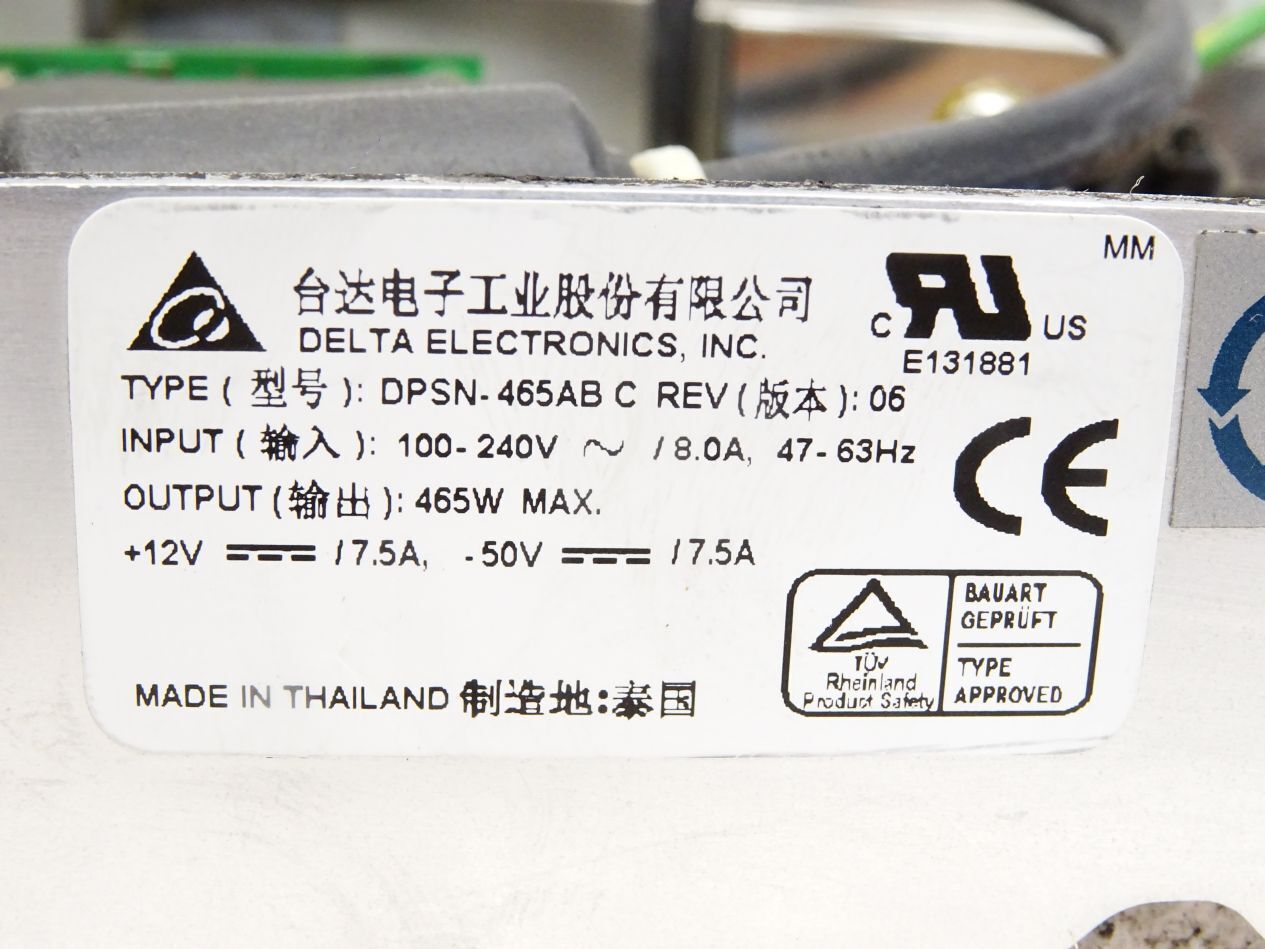 MM
台达电子工业股份有限公司
DELTA ELECTRONICS, INC.
C RU US
E131881
TYPE ( 型号 ): DPSN-465AB C REV ( 版本 ): 06
INPUT ( 输入 ): 100-240V ～ / 8.0A, 47-63Hz
CE
OUTPUT ( 输出 ): 465W MAX.
+12V ⎓ / 7.5A, -50V ⎓ / 7.5A
BAUART
GEPRÜFT
TÜV
Rheinland
Product Safety
TYPE
APPROVED
MADE IN THAILAND 制造地:泰国